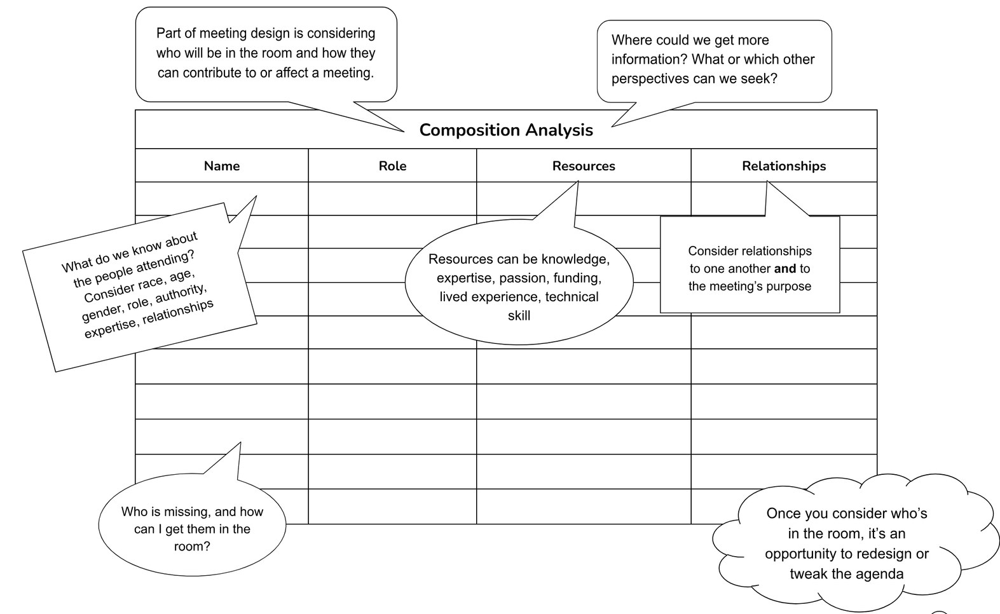 Part of meeting design is considering
who will be in the room and how they
can contribute to or affect a meeting.
Where could we get more
information? What or which other
perspectives can we seek?
Composition Analysis
Name
Role
Resources
Relationships
What do we know about
the people attending?
Consider race, age,
gender, role, authority,
expertise, relationships
Resources can be knowledge,
expertise, passion, funding,
lived experience, technical
skill
Consider relationships
to one another and to
the meeting’s purpose
Who is missing, and how
can I get them in the
room?
Once you consider who’s
in the room, it’s an
opportunity to redesign or
tweak the agenda